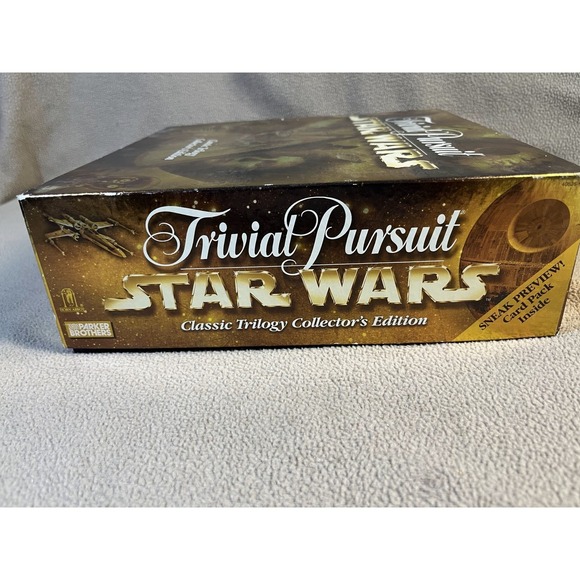 Trivial Pursuit
STAR WARS
Trivial Pursuit
STAR WARS
Classic Trilogy Collector's Edition
PARKER
BROTHERS
SNEAK PREVIEW!
Card Pack
Inside